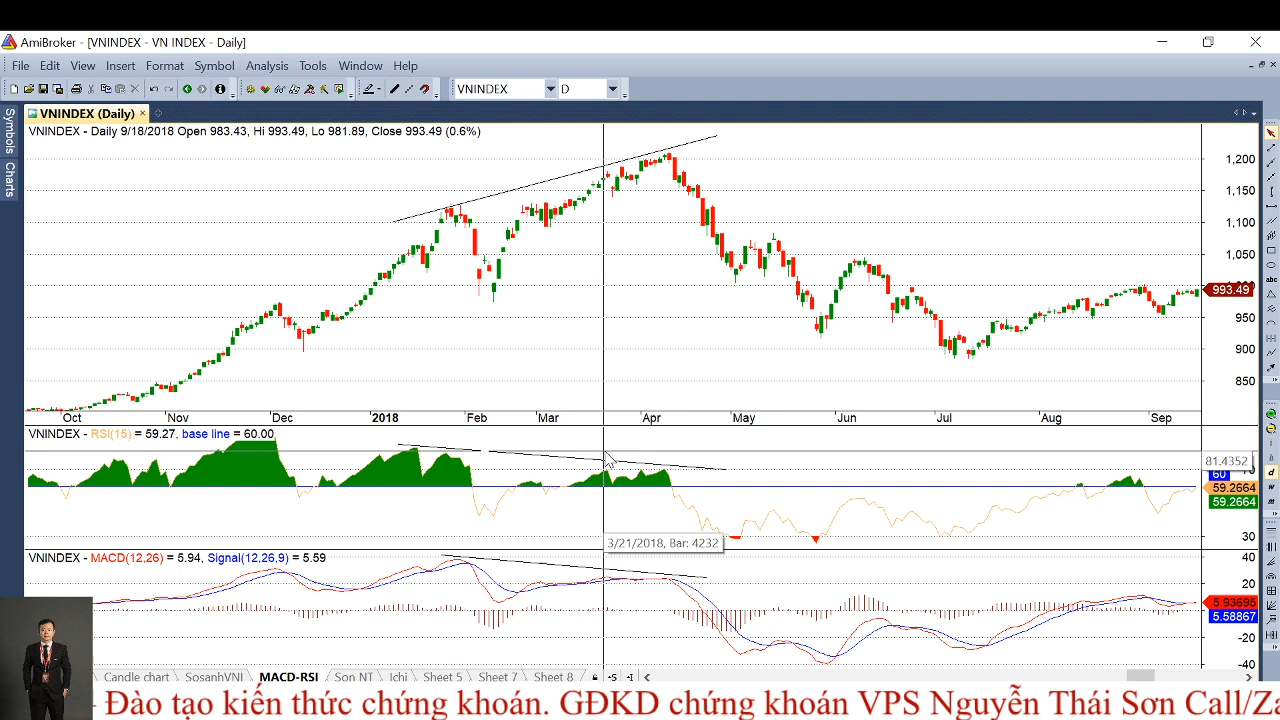 AmiBroker - [VNINDEX - VN INDEX - Daily]
File Edit View Insert Format Symbol Analysis Tools Window Help
VNINDEX D
VNINDEX (Daily)
Symbols
Charts
VNINDEX - Daily 9/18/2018 Open 983.43, Hi 993.49, Lo 981.89, Close 993.49 (0.6%)
1,200
1,150
1,100
1,050
993.49
950
900
850
Oct Nov Dec 2018 Feb Mar Apr May Jun Jul Aug Sep
VNINDEX - RSI(15) = 59.27, base line = 60.00
81.4352
60
59.2664
59.2664
30
3/21/2018, Bar: 4232
VNINDEX - MACD(12,26) = 5.94, Signal(12,26,9) = 5.59
40
20
5.93695
5.58867
-20
-40
Candle chart SosanhVNI MACD-RSI Son NT Ichi Sheet 5 Sheet 7 Sheet 8
Đào tạo kiến thức chứng khoán. GĐKD chứng khoán VPS Nguyễn Thái Sơn Call/Za